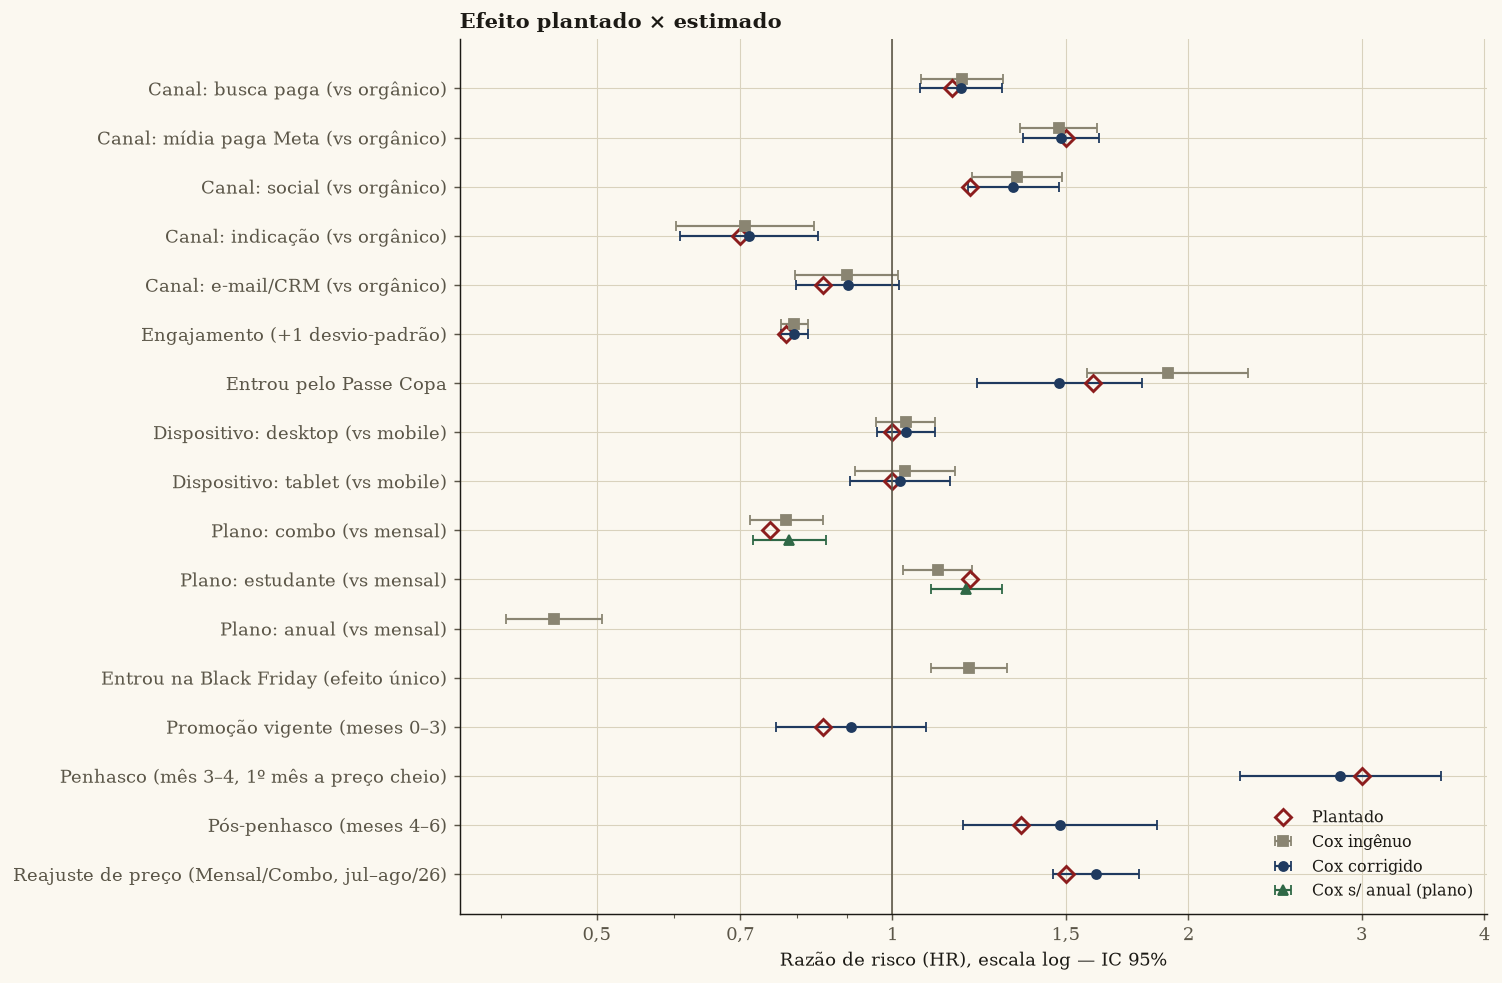 Efeito plantado × estimado
Canal: busca paga (vs orgânico)
Canal: mídia paga Meta (vs orgânico)
Canal: social (vs orgânico)
Canal: indicação (vs orgânico)
Canal: e-mail/CRM (vs orgânico)
Engajamento (+1 desvio-padrão)
Entrou pelo Passe Copa
Dispositivo: desktop (vs mobile)
Dispositivo: tablet (vs mobile)
Plano: combo (vs mensal)
Plano: estudante (vs mensal)
Plano: anual (vs mensal)
Entrou na Black Friday (efeito único)
Promoção vigente (meses 0–3)
Penhasco (mês 3–4, 1º mês a preço cheio)
Pós-penhasco (meses 4–6)
Reajuste de preço (Mensal/Combo, jul–ago/26)
Plantado
Cox ingênuo
Cox corrigido
Cox s/ anual (plano)
0,5 0,7 1 1,5 2 3 4
Razão de risco (HR), escala log — IC 95%